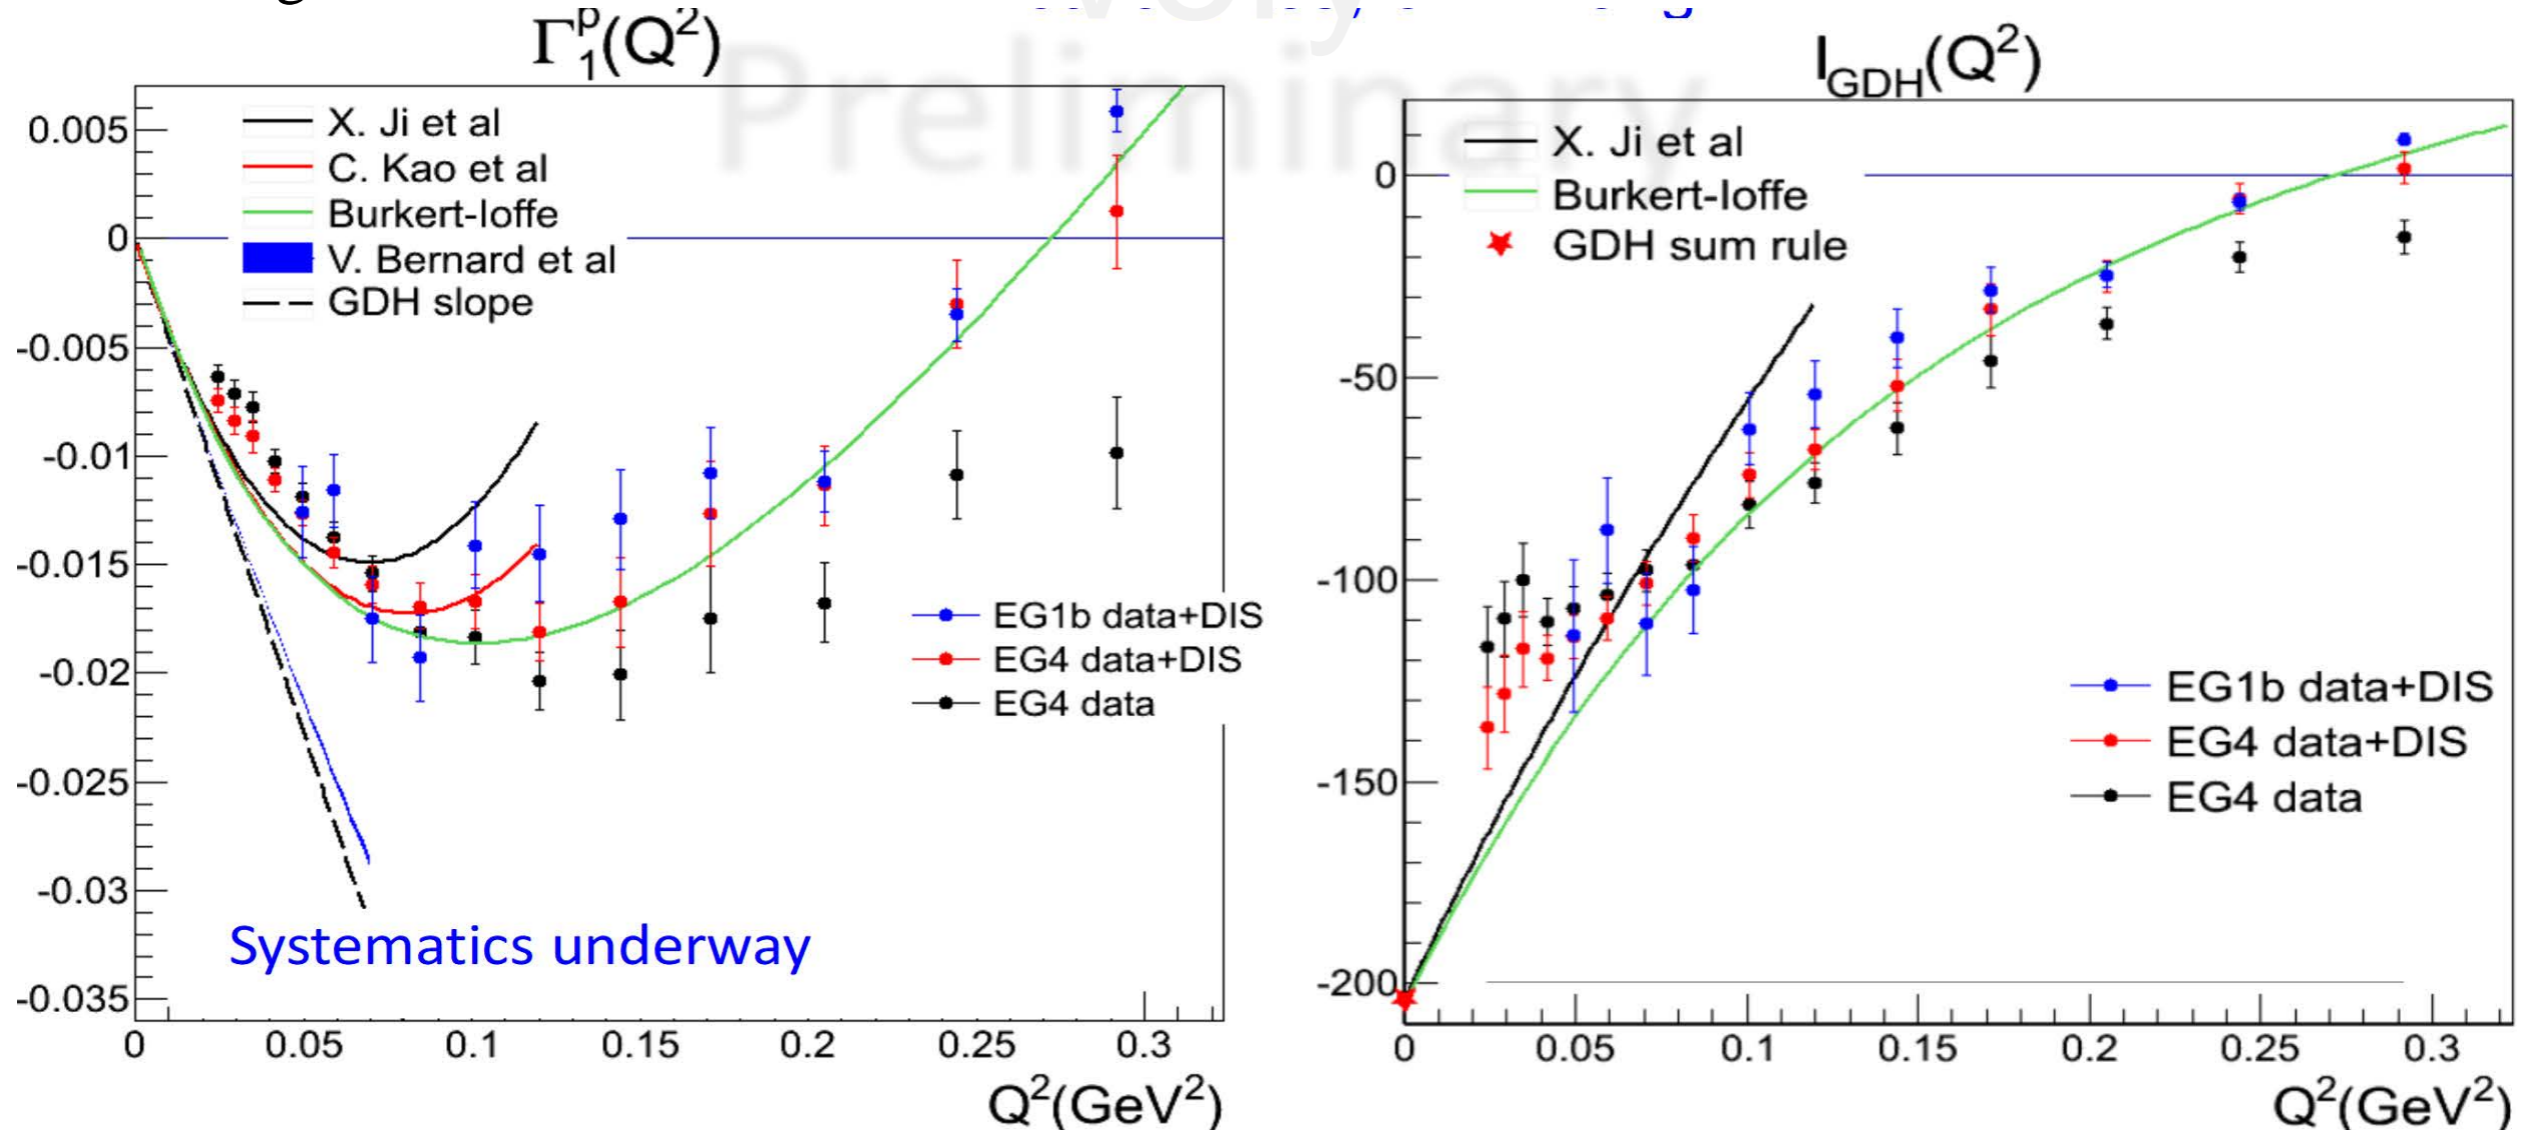 Preliminary
Γ₁ᵖ(Q²)
X. Ji et al
C. Kao et al
Burkert-Ioffe
V. Bernard et al
GDH slope
EG1b data+DIS
EG4 data+DIS
EG4 data
Systematics underway
0.005
0
-0.005
-0.01
-0.015
-0.02
-0.025
-0.03
-0.035
0 0.05 0.1 0.15 0.2 0.25 0.3
Q²(GeV²)
I_GDH(Q²)
X. Ji et al
Burkert-Ioffe
GDH sum rule
EG1b data+DIS
EG4 data+DIS
EG4 data
0
-50
-100
-150
-200
0 0.05 0.1 0.15 0.2 0.25 0.3
Q²(GeV²)